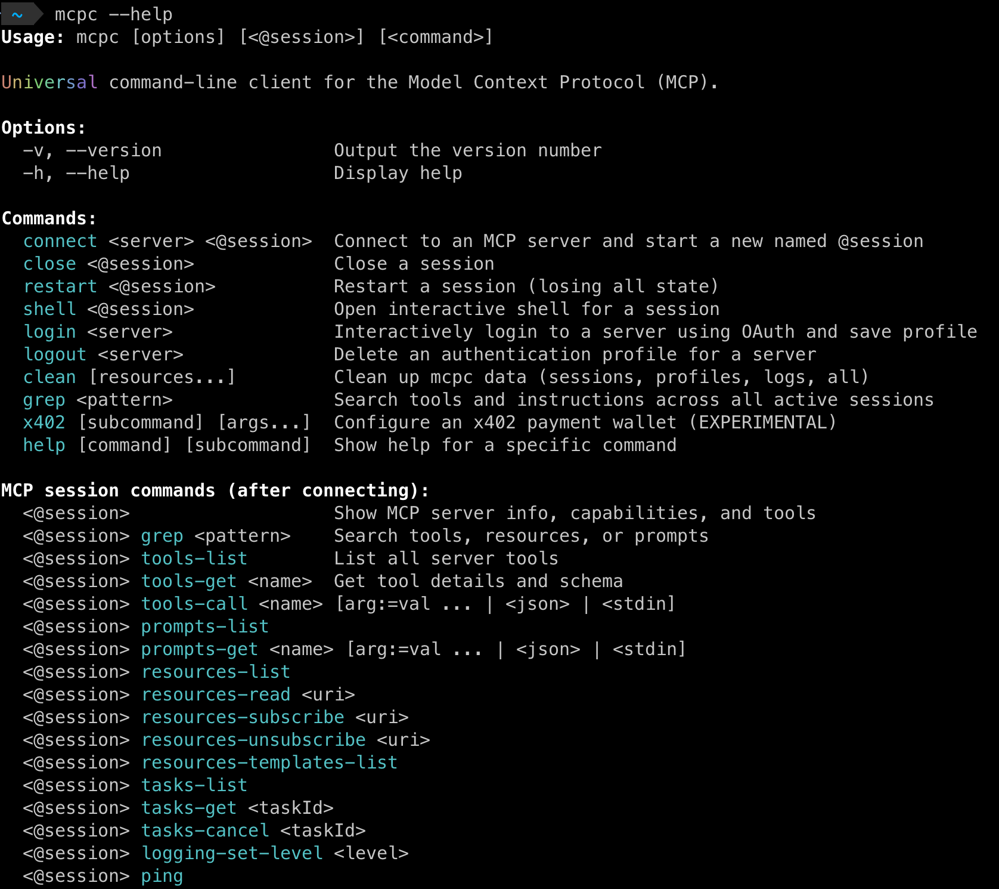 ~ mcpc --help
Usage: mcpc [options] [<@session>] [<command>]
Universal command-line client for the Model Context Protocol (MCP).
Options:
-v, --version Output the version number
-h, --help Display help
Commands:
connect <server> <@session> Connect to an MCP server and start a new named @session
close <@session> Close a session
restart <@session> Restart a session (losing all state)
shell <@session> Open interactive shell for a session
login <server> Interactively login to a server using OAuth and save profile
logout <server> Delete an authentication profile for a server
clean [resources...] Clean up mcpc data (sessions, profiles, logs, all)
grep <pattern> Search tools and instructions across all active sessions
x402 [subcommand] [args...] Configure an x402 payment wallet (EXPERIMENTAL)
help [command] [subcommand] Show help for a specific command
MCP session commands (after connecting):
<@session> Show MCP server info, capabilities, and tools
<@session> grep <pattern> Search tools, resources, or prompts
<@session> tools-list List all server tools
<@session> tools-get <name> Get tool details and schema
<@session> tools-call <name> [arg:=val ... | <json> | <stdin]
<@session> prompts-list
<@session> prompts-get <name> [arg:=val ... | <json> | <stdin]
<@session> resources-list
<@session> resources-read <uri>
<@session> resources-subscribe <uri>
<@session> resources-unsubscribe <uri>
<@session> resources-templates-list
<@session> tasks-list
<@session> tasks-get <taskId>
<@session> tasks-cancel <taskId>
<@session> logging-set-level <level>
<@session> ping